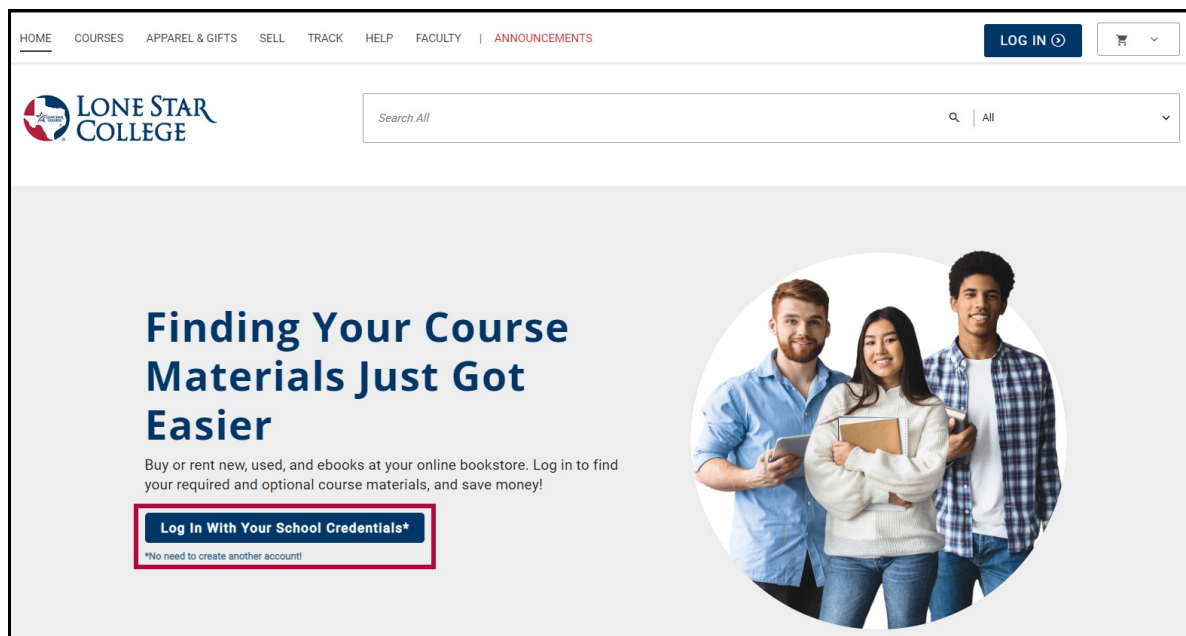 HOME COURSES APPAREL & GIFTS SELL TRACK HELP FACULTY | ANNOUNCEMENTS LOG IN
LONE STAR
COLLEGE
Search All All
Finding Your Course
Materials Just Got
Easier
Buy or rent new, used, and ebooks at your online bookstore. Log in to find
your required and optional course materials, and save money!
Log In With Your School Credentials*
*No need to create another account!